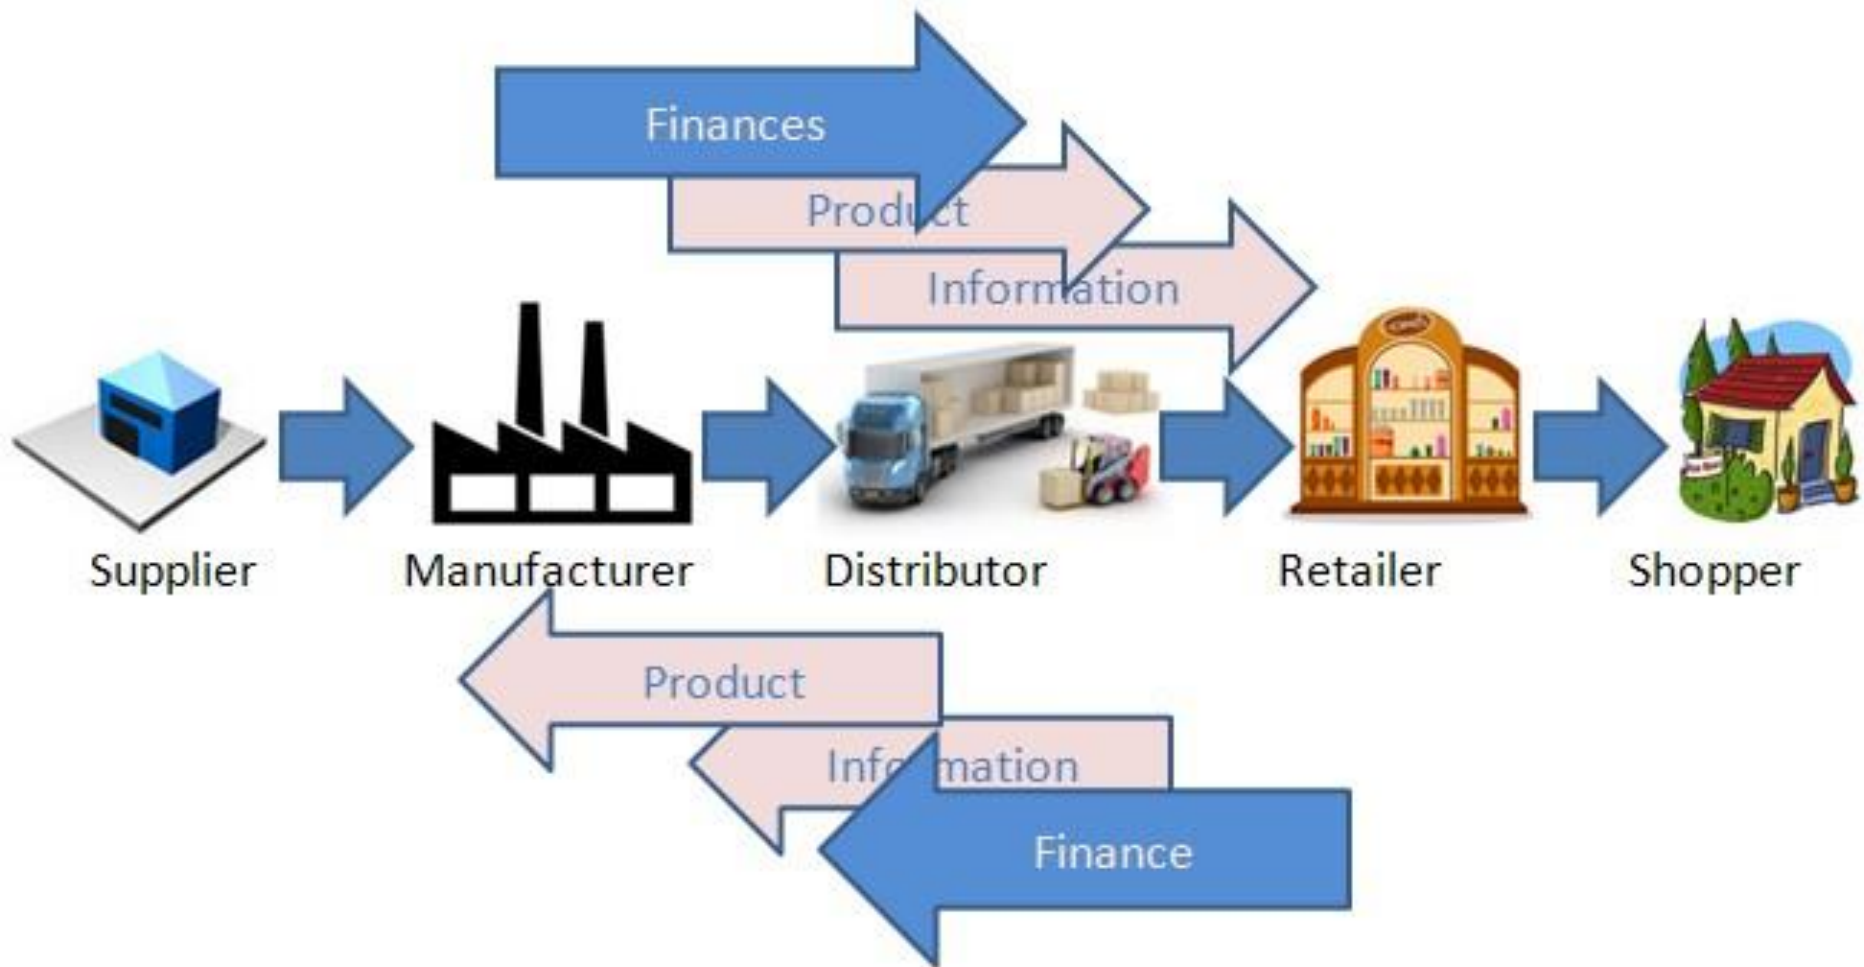 Finances
Product
Information
Supplier
Manufacturer
Distributor
Retailer
Shopper
Product
Information
Finance